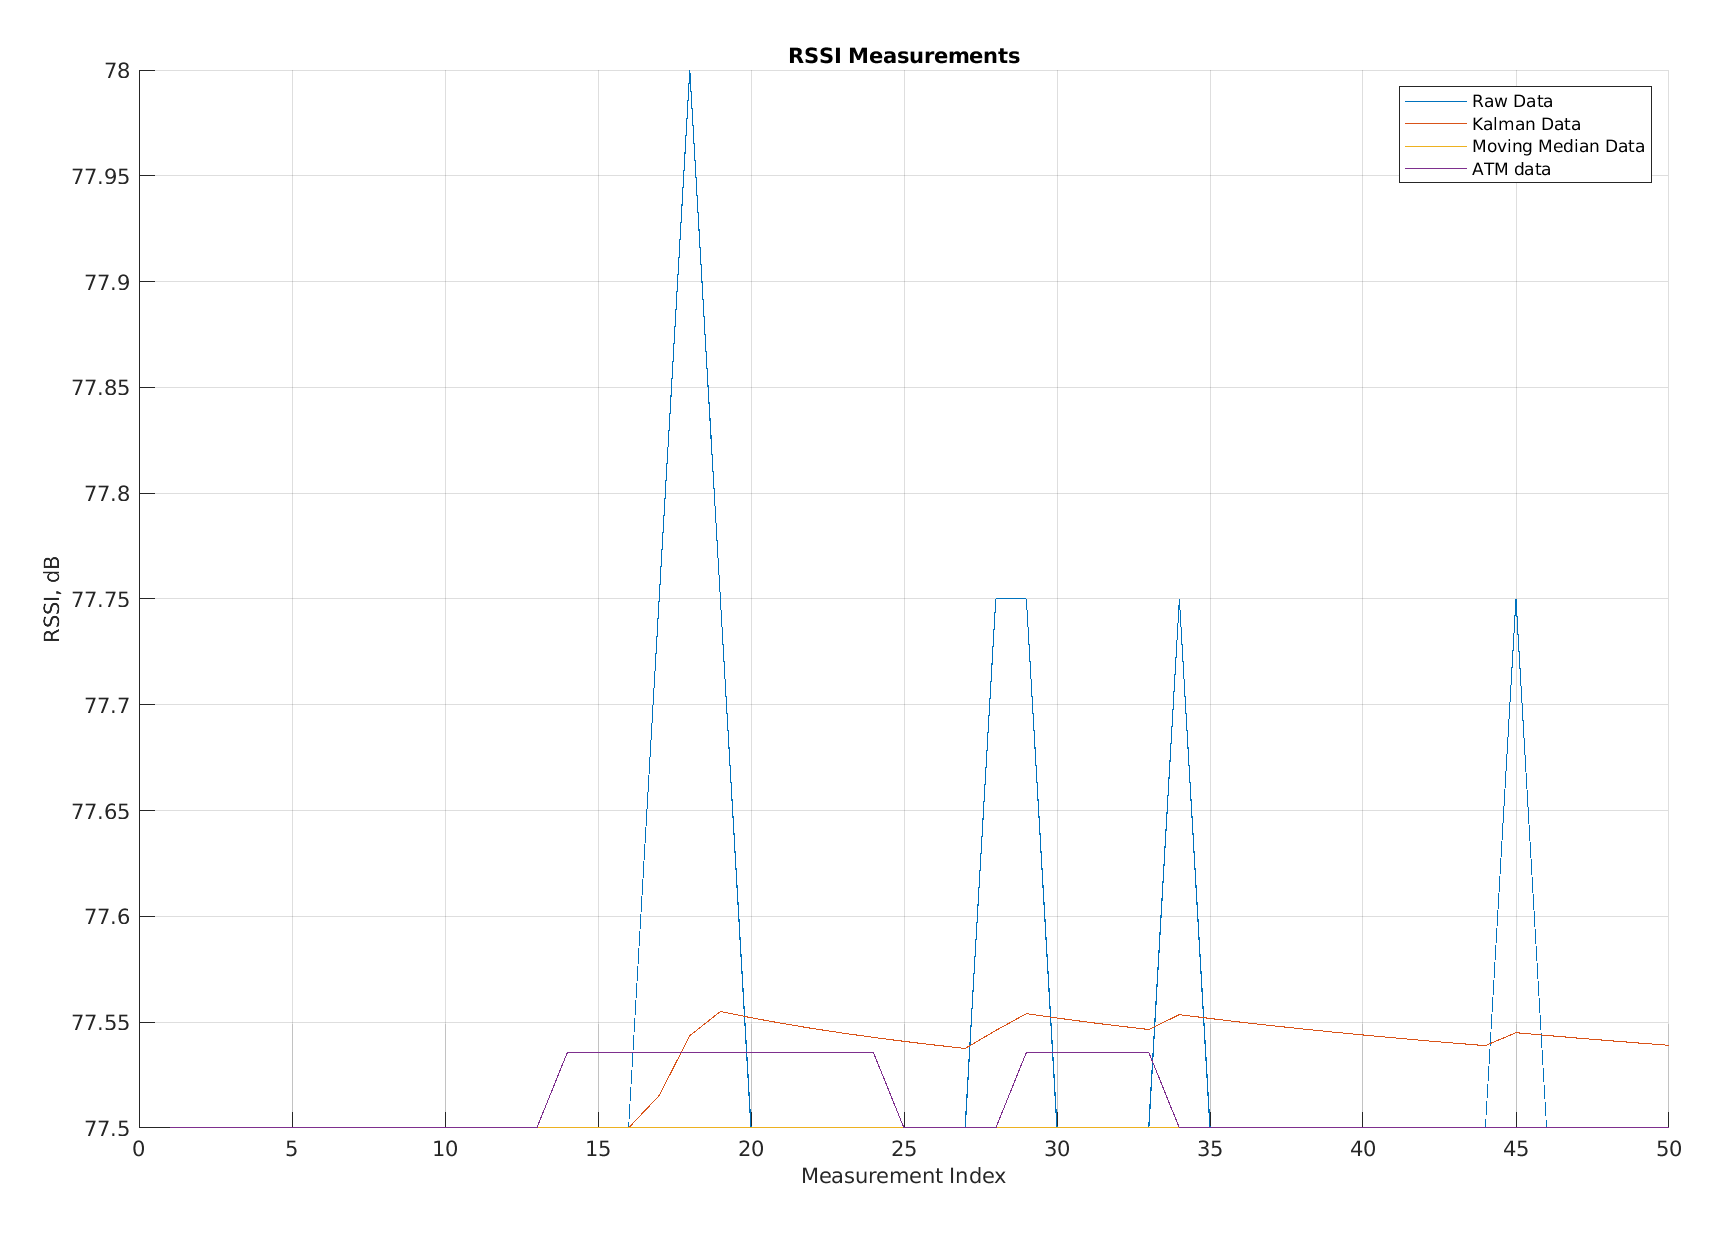 RSSI Measurements
78
77.95
77.9
77.85
77.8
77.75
77.7
77.65
77.6
77.55
77.5
RSSI, dB
Raw Data
Kalman Data
Moving Median Data
ATM data
0 5 10 15 20 25 30 35 40 45 50
Measurement Index